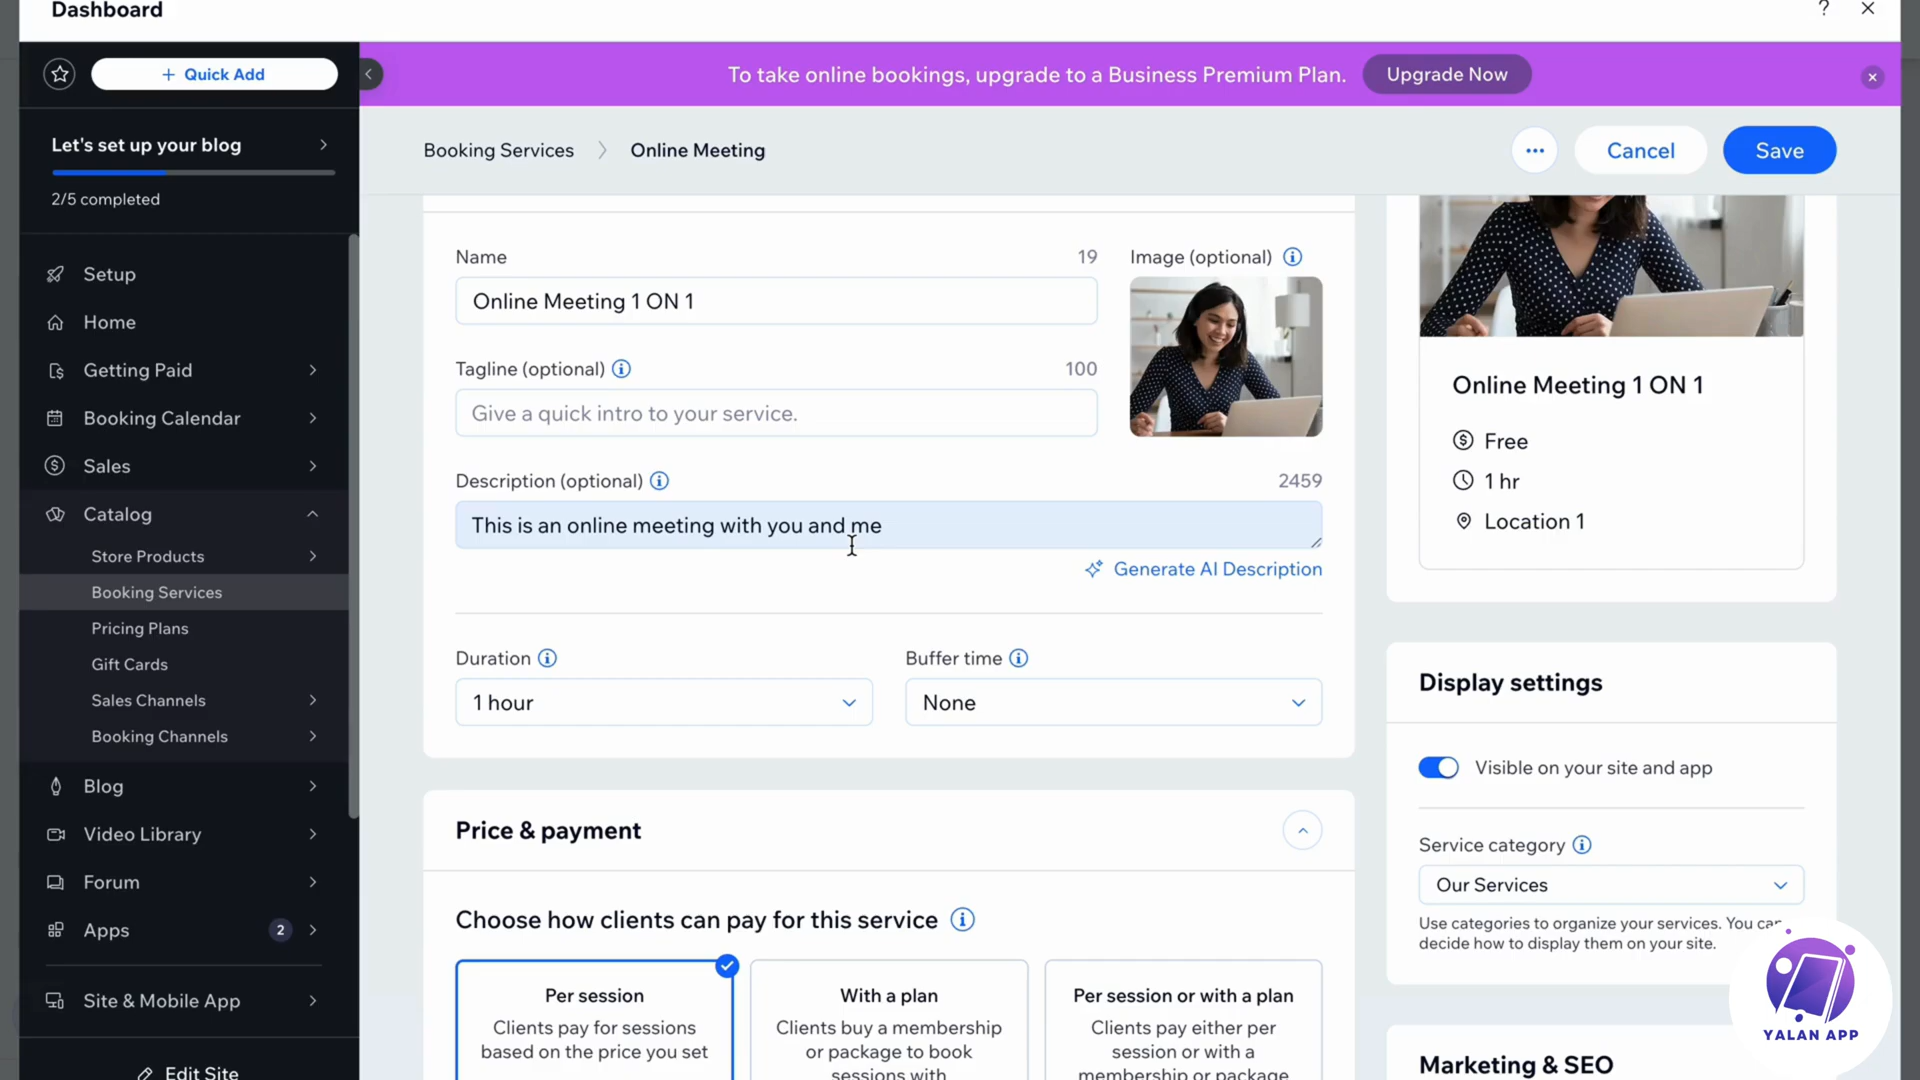 Dashboard
?
Quick Add
To take online bookings, upgrade to a Business Premium Plan.
Upgrade Now
Let's set up your blog
2/5 completed
Booking Services
Online Meeting
Cancel
Save
Setup
Home
Getting Paid
Booking Calendar
Sales
Catalog
Store Products
Booking Services
Pricing Plans
Gift Cards
Sales Channels
Booking Channels
Blog
Video Library
Forum
Apps
2
Site & Mobile App
Edit Site
Name
19
Online Meeting 1 ON 1
Image (optional)
Tagline (optional)
100
Give a quick intro to your service.
Description (optional)
2459
This is an online meeting with you and me
Generate AI Description
Duration
1 hour
Buffer time
None
Price & payment
Choose how clients can pay for this service
Per session
Clients pay for sessions
based on the price you set
With a plan
Clients buy a membership
or package to book
sessions with
Per session or with a plan
Clients pay either per
session or with a
membership or package
Online Meeting 1 ON 1
Free
1 hr
Location 1
Display settings
Visible on your site and app
Service category
Our Services
Use categories to organize your services. You can
decide how to display them on your site.
Marketing & SEO
YALAN APP